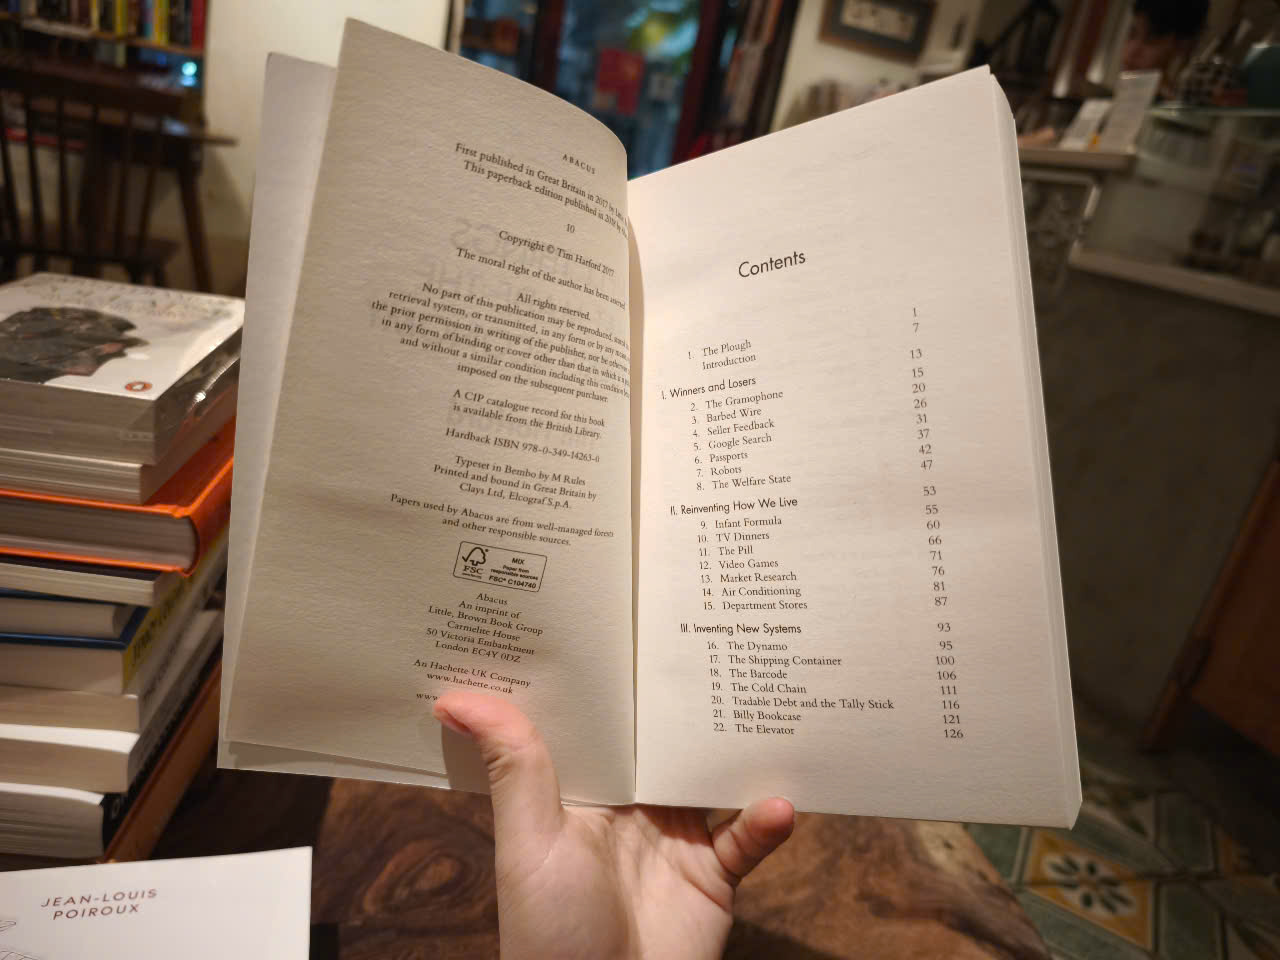 ABACUS
First published in Great Britain in 2017 by Little,
This paperback edition published in 2018 by
10
Copyright © Tim Harford 2017
The moral right of the author has been asserted
All rights reserved.
No part of this publication may be reproduced, stored
retrieval system, or transmitted, in any form or by any means,
the prior permission in writing of the publisher, nor be otherwise
in any form of binding or cover other than that in which it is
and without a similar condition including this condition
imposed on the subsequent purchaser.
A CIP catalogue record for this book
is available from the British Library.
Hardback ISBN 978-0-349-14263-0
Typeset in Bembo by M Rules
Printed and bound in Great Britain by
Clays Ltd, Elcograf S.p.A.
Papers used by Abacus are from well-managed forests
and other responsible sources.
FSC
MIX
Paper from
responsible sources
FSC® C104740
Abacus
An imprint of
Little, Brown Book Group
Carmelite House
50 Victoria Embankment
London EC4Y 0DZ
An Hachette UK Company
www.hachette.co.uk
www.
Contents
1. The Plough 1
Introduction 7
I. Winners and Losers 13
2. The Gramophone 15
3. Barbed Wire 20
4. Seller Feedback 26
5. Google Search 31
6. Passports 37
7. Robots 42
8. The Welfare State 47
II. Reinventing How We Live 53
9. Infant Formula 55
10. TV Dinners 60
11. The Pill 66
12. Video Games 71
13. Market Research 76
14. Air Conditioning 81
15. Department Stores 87
III. Inventing New Systems 93
16. The Dynamo 95
17. The Shipping Container 100
18. The Barcode 106
19. The Cold Chain 111
20. Tradable Debt and the Tally Stick 116
21. Billy Bookcase 121
22. The Elevator 126
JEAN-LOUIS
POIROUX